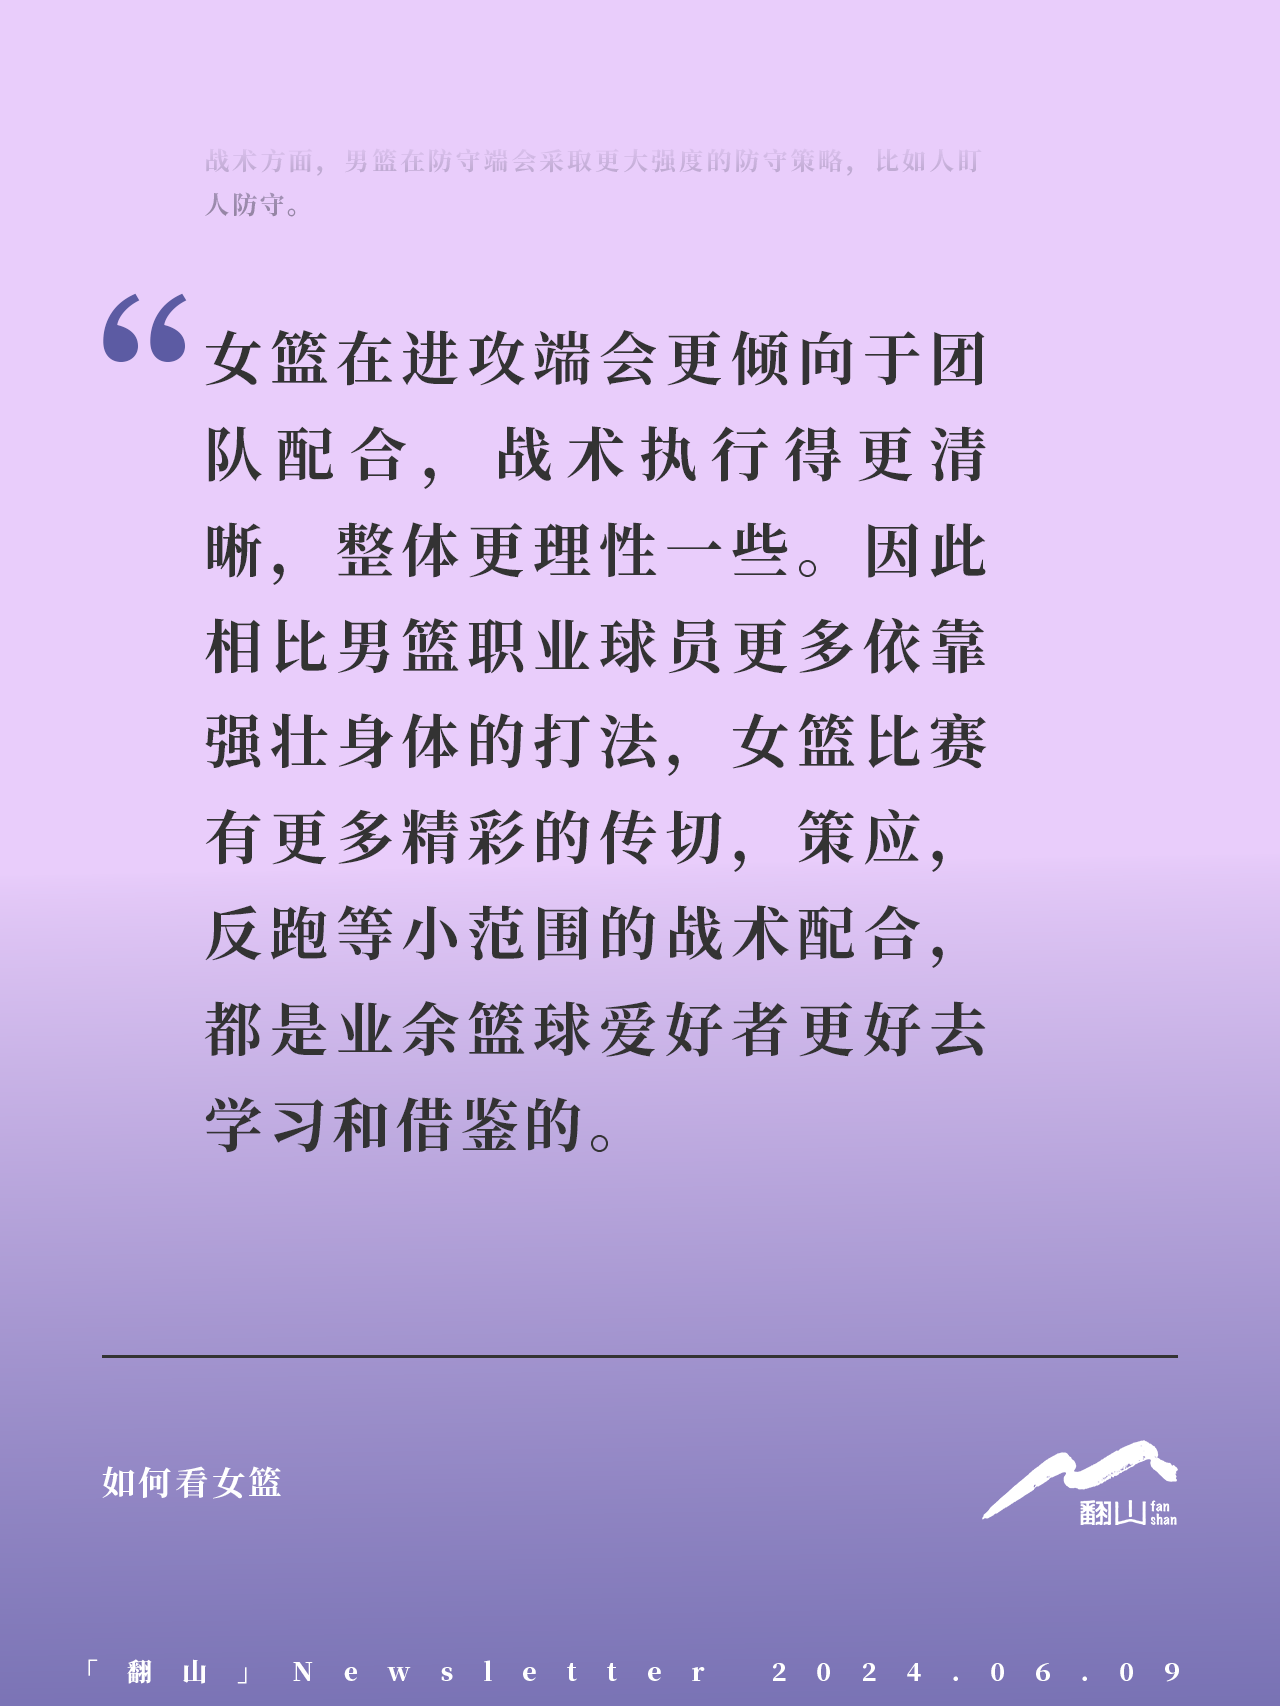 战术方面，男篮在防守端会采取更大强度的防守策略，比如人盯
人防守。
“女篮在进攻端会更倾向于团
队配合，战术执行得更清
晰，整体更理性一些。因此
相比男篮职业球员更多依靠
强壮身体的打法，女篮比赛
有更多精彩的传切，策应，
反跑等小范围的战术配合，
都是业余篮球爱好者更好去
学习和借鉴的。
如何看女篮
翻山 fan
shan
「翻山」Newsletter 2024.06.09